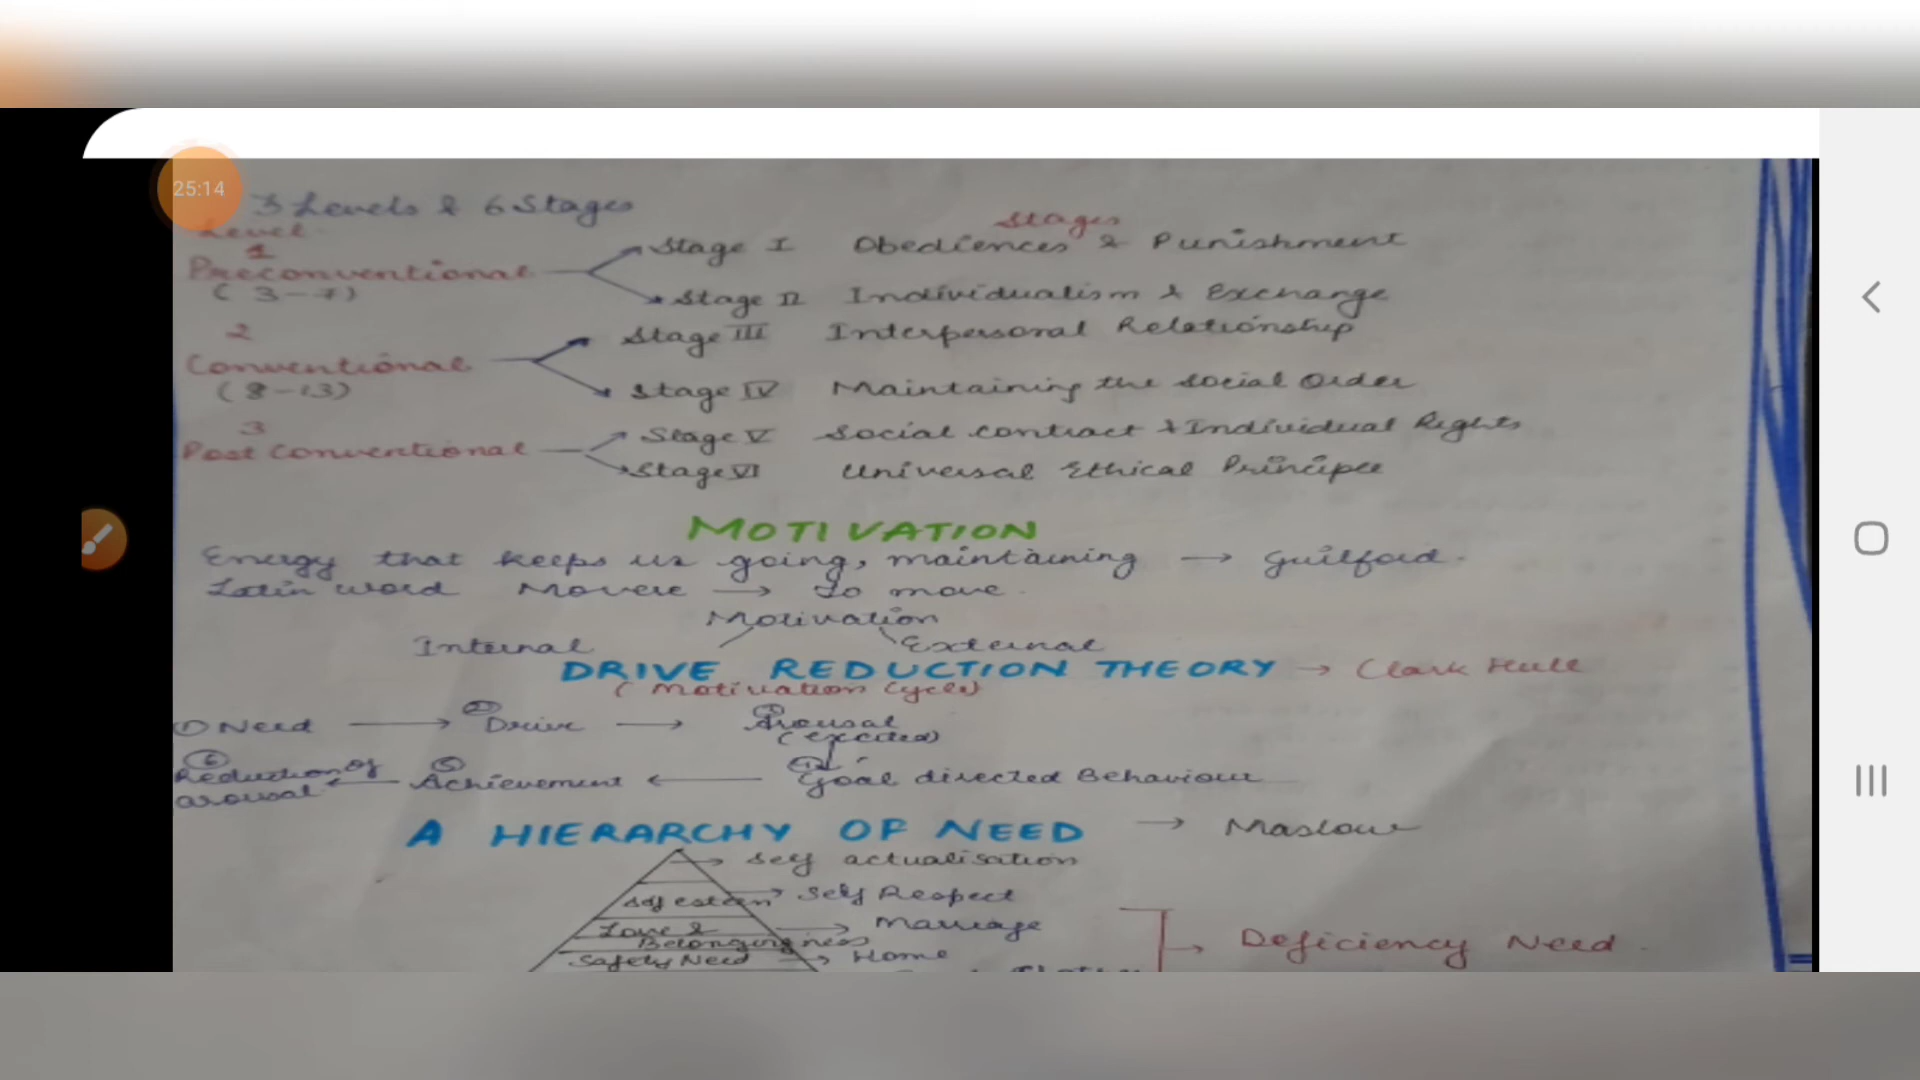 25:14
3 Levels & 6 Stages
Level Stages
1
Preconventional
(3-7)
Stage I Obediences & Punishment
Stage II Individualism & Exchange
2
Conventional
(8-13)
Stage III Interpersonal Relationship
Stage IV Maintaining the Social Order
3
Post Conventional
Stage V Social contract & Individual Rights
Stage VI Universal Ethical Principle
MOTIVATION
Energy that keeps us going, maintaining → Guilford.
Latin word Movere → To move.
Motivation
Internal External
DRIVE REDUCTION THEORY → Clark Hull
(Motivation Cycle)
① Need → ② Drive → ③ Arousal
(excited)
④ Goal directed Behaviour
⑤ Achievement
⑥ Reduction of
arousal
A HIERARCHY OF NEED → Maslow
→ Self actualisation
Self esteem → Self Respect
Love &
Belongingness → Marriage
Safety Need → Home
→ Deficiency Need